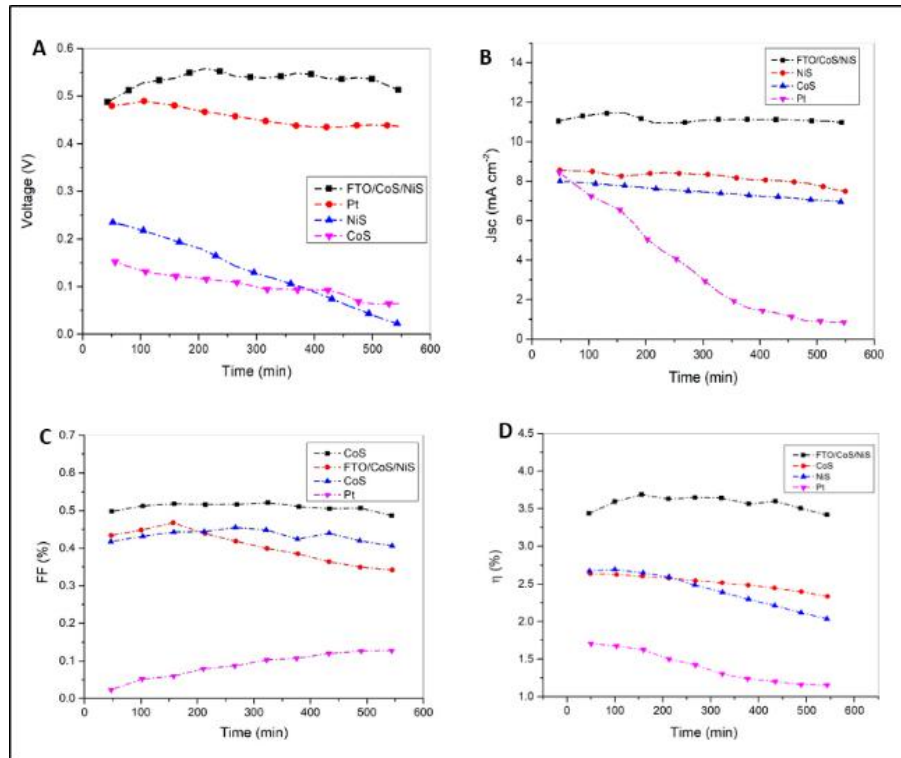 A
0.6
0.5
0.4
0.3
0.2
0.1
0.0
Voltage (V)
FTO/CoS/NiS
Pt
NiS
CoS
0 100 200 300 400 500 600
Time (min)
B
14
12
10
8
6
4
2
0
Jsc (mA cm⁻²)
FTO/CoS/NiS
NiS
CoS
Pt
0 100 200 300 400 500 600
Time (min)
C
0.7
0.6
0.5
0.4
0.3
0.2
0.1
0.0
FF (%)
CoS
FTO/CoS/NiS
CoS
Pt
0 100 200 300 400 500 600
Time (min)
D
4.5
4.0
3.5
3.0
2.5
2.0
1.5
1.0
η (%)
FTO/CoS/NiS
CoS
NiS
Pt
0 100 200 300 400 500 600
Time (min)